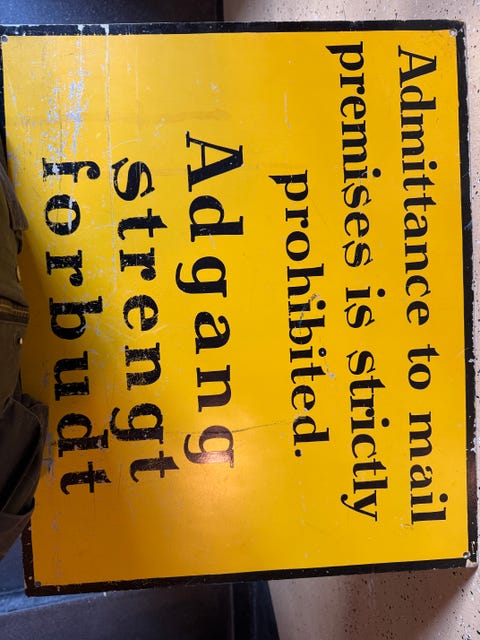 Admittance to mail
premises is strictly
prohibited.
Adgang
strengt
forbudt